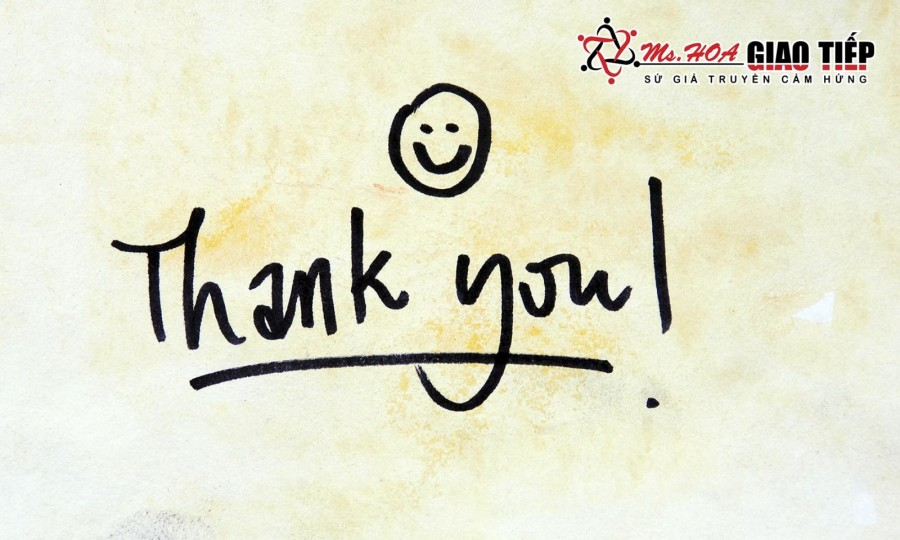 Ms.HOA GIAO TIẾP
SỨ GIẢ TRUYỀN CẢM HỨNG
Thank you!